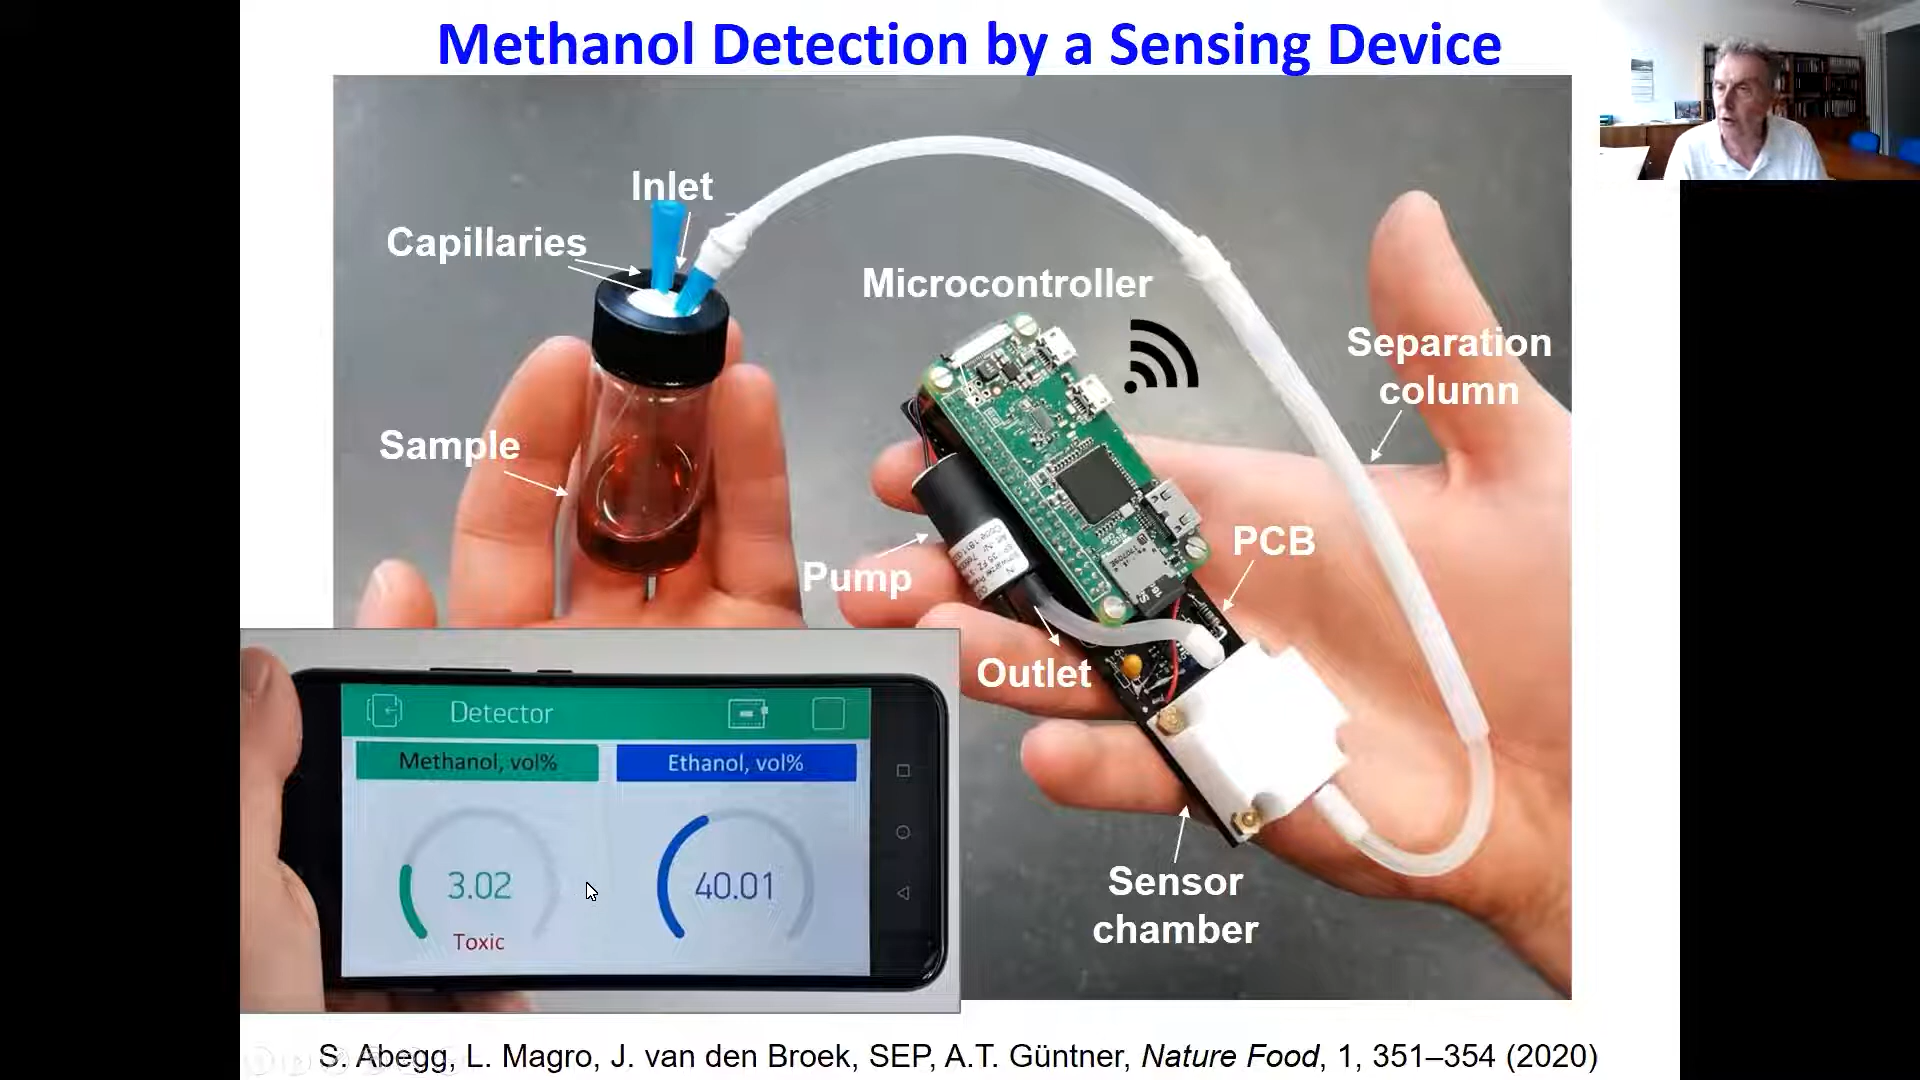 Methanol Detection by a Sensing Device
Inlet
Capillaries
Microcontroller
Separation
column
Sample
PCB
Pump
Outlet
Detector
Methanol, vol%
Ethanol, vol%
3.02
40.01
Toxic
Sensor
chamber
S. Abegg, L. Magro, J. van den Broek, SEP, A.T. Güntner, Nature Food, 1, 351–354 (2020)